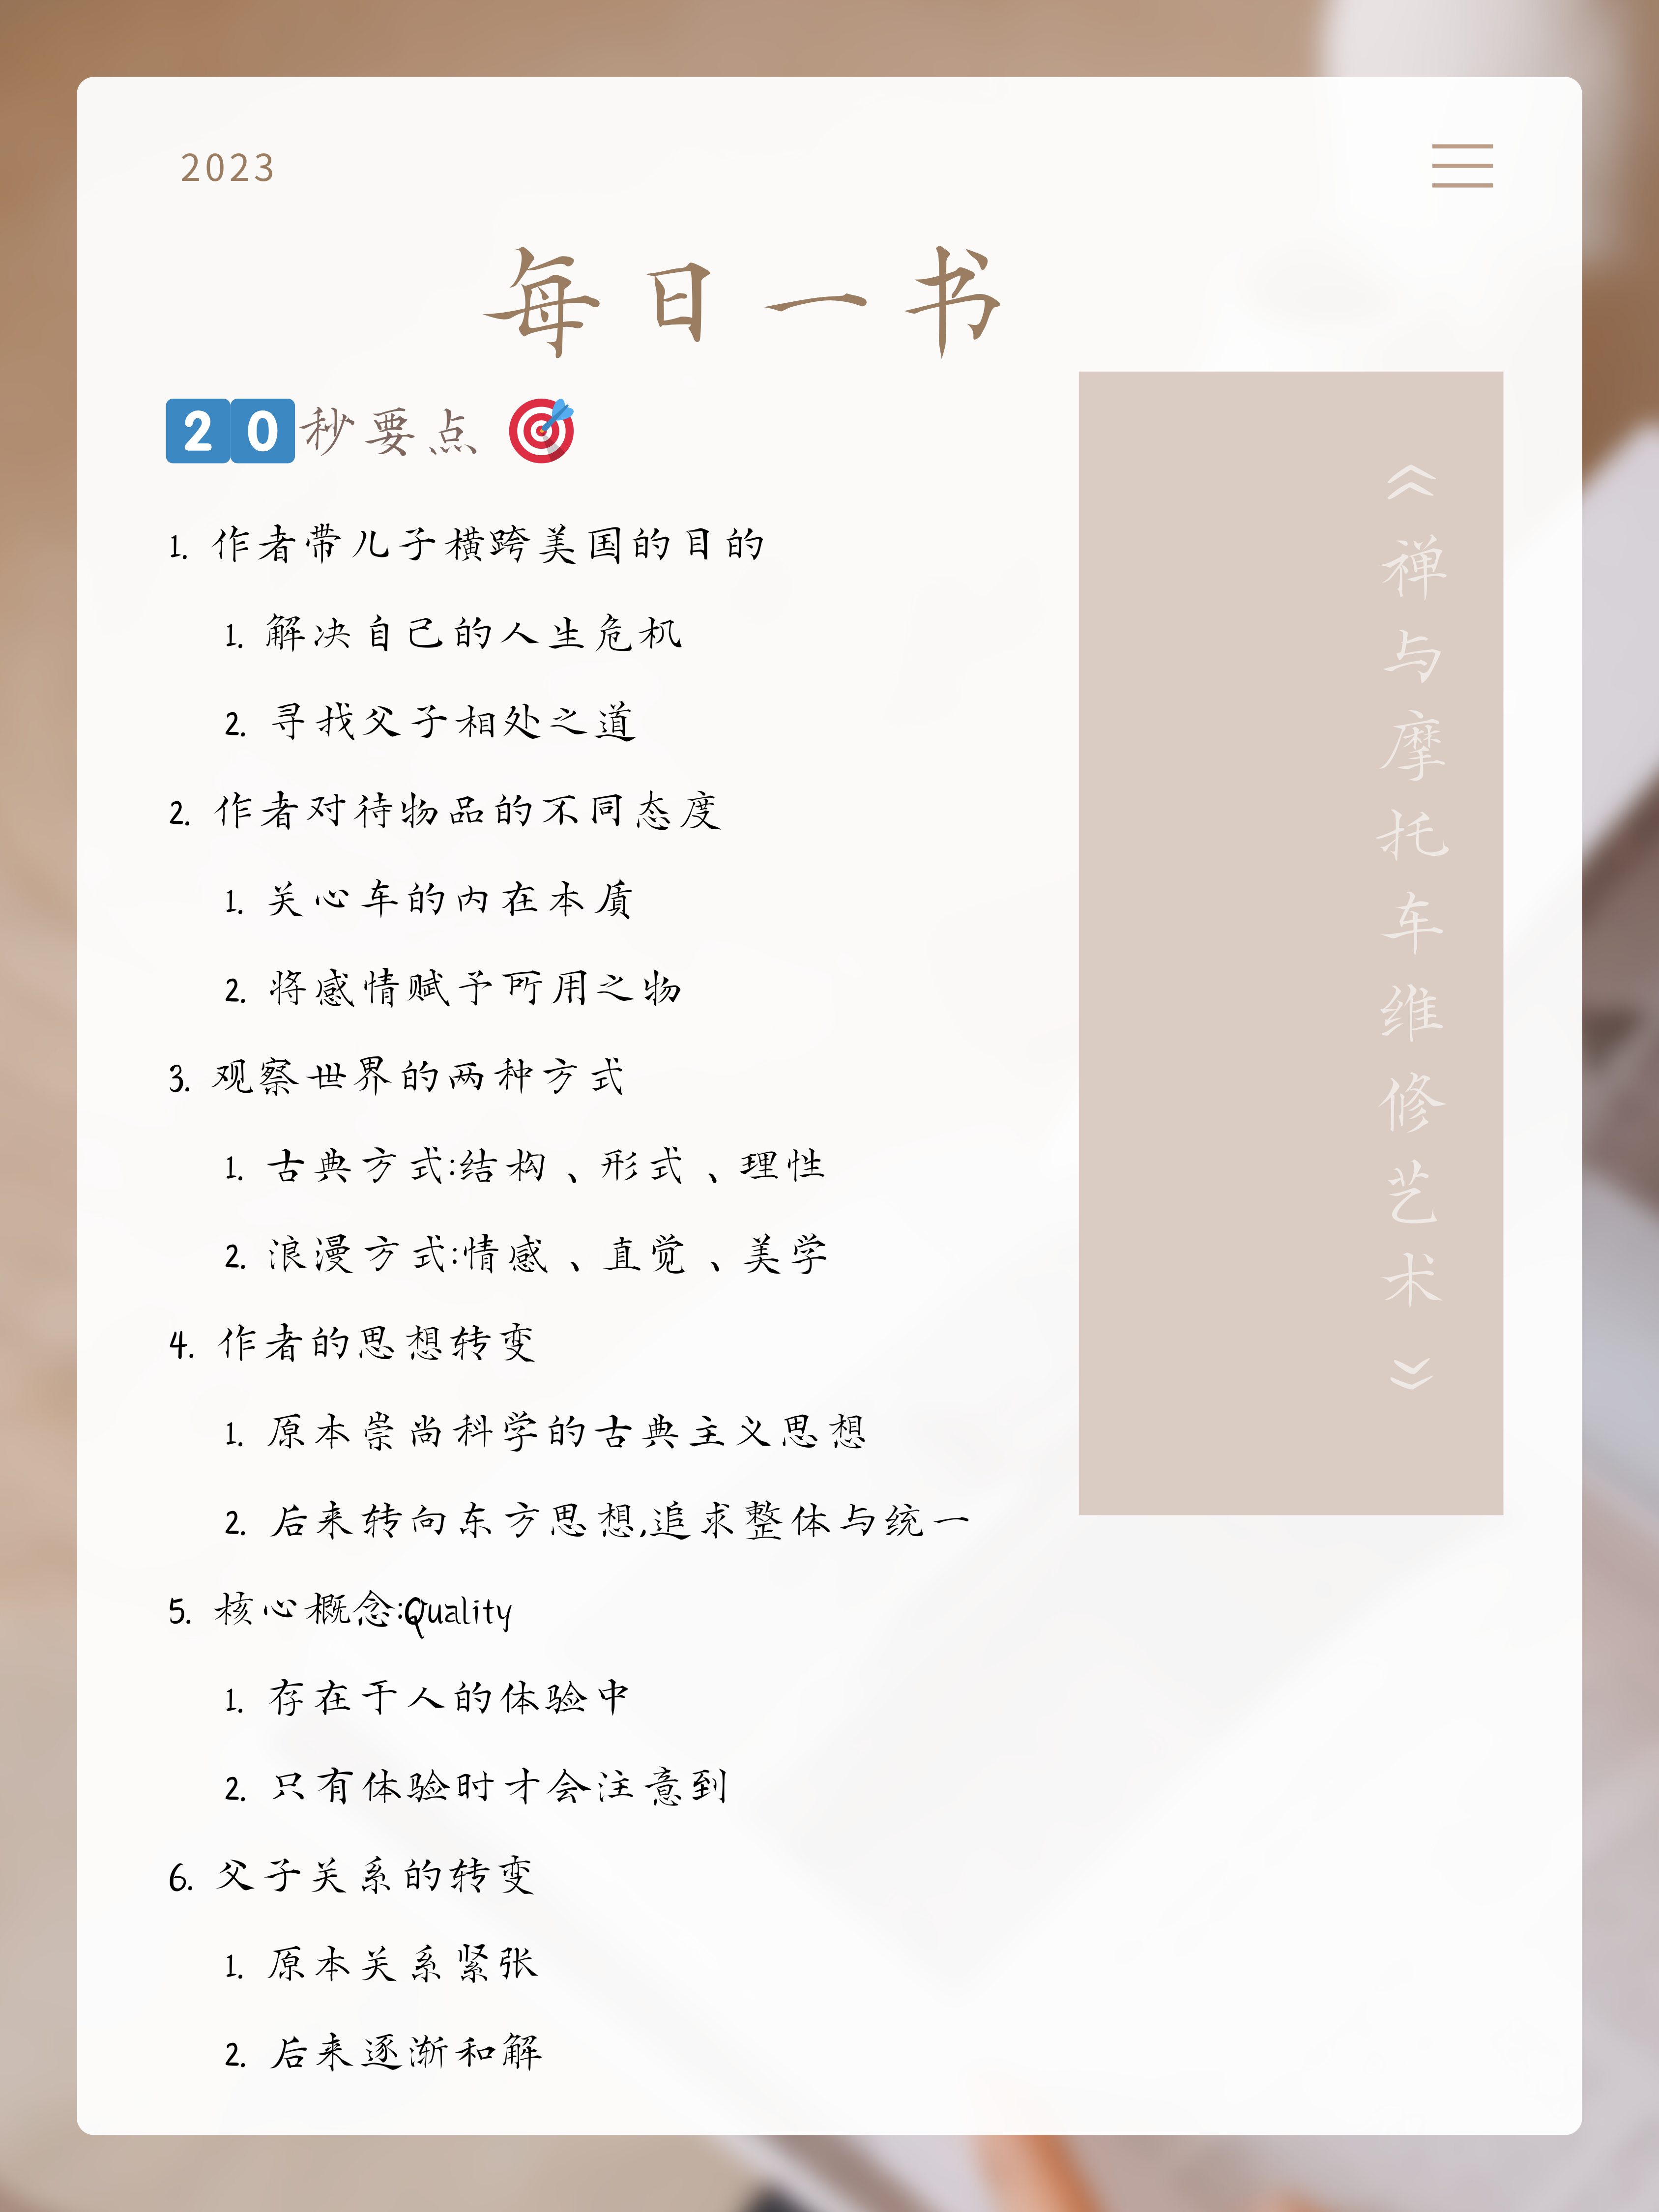 2023
每日一书
20秒要点 🎯
1. 作者带儿子横跨美国的目的
1. 解决自己的人生危机
2. 寻找父子相处之道
2. 作者对待物品的不同态度
1. 关心车的内在本质
2. 将感情赋予所用之物
3. 观察世界的两种方式
1. 古典方式:结构、形式、理性
2. 浪漫方式:情感、直觉、美学
4. 作者的思想转变
1. 原本崇尚科学的古典主义思想
2. 后来转向东方思想,追求整体与统一
5. 核心概念:Quality
1. 存在于人的体验中
2. 只有体验时才会注意到
6. 父子关系的转变
1. 原本关系紧张
2. 后来逐渐和解
《禅与摩托车维修艺术》